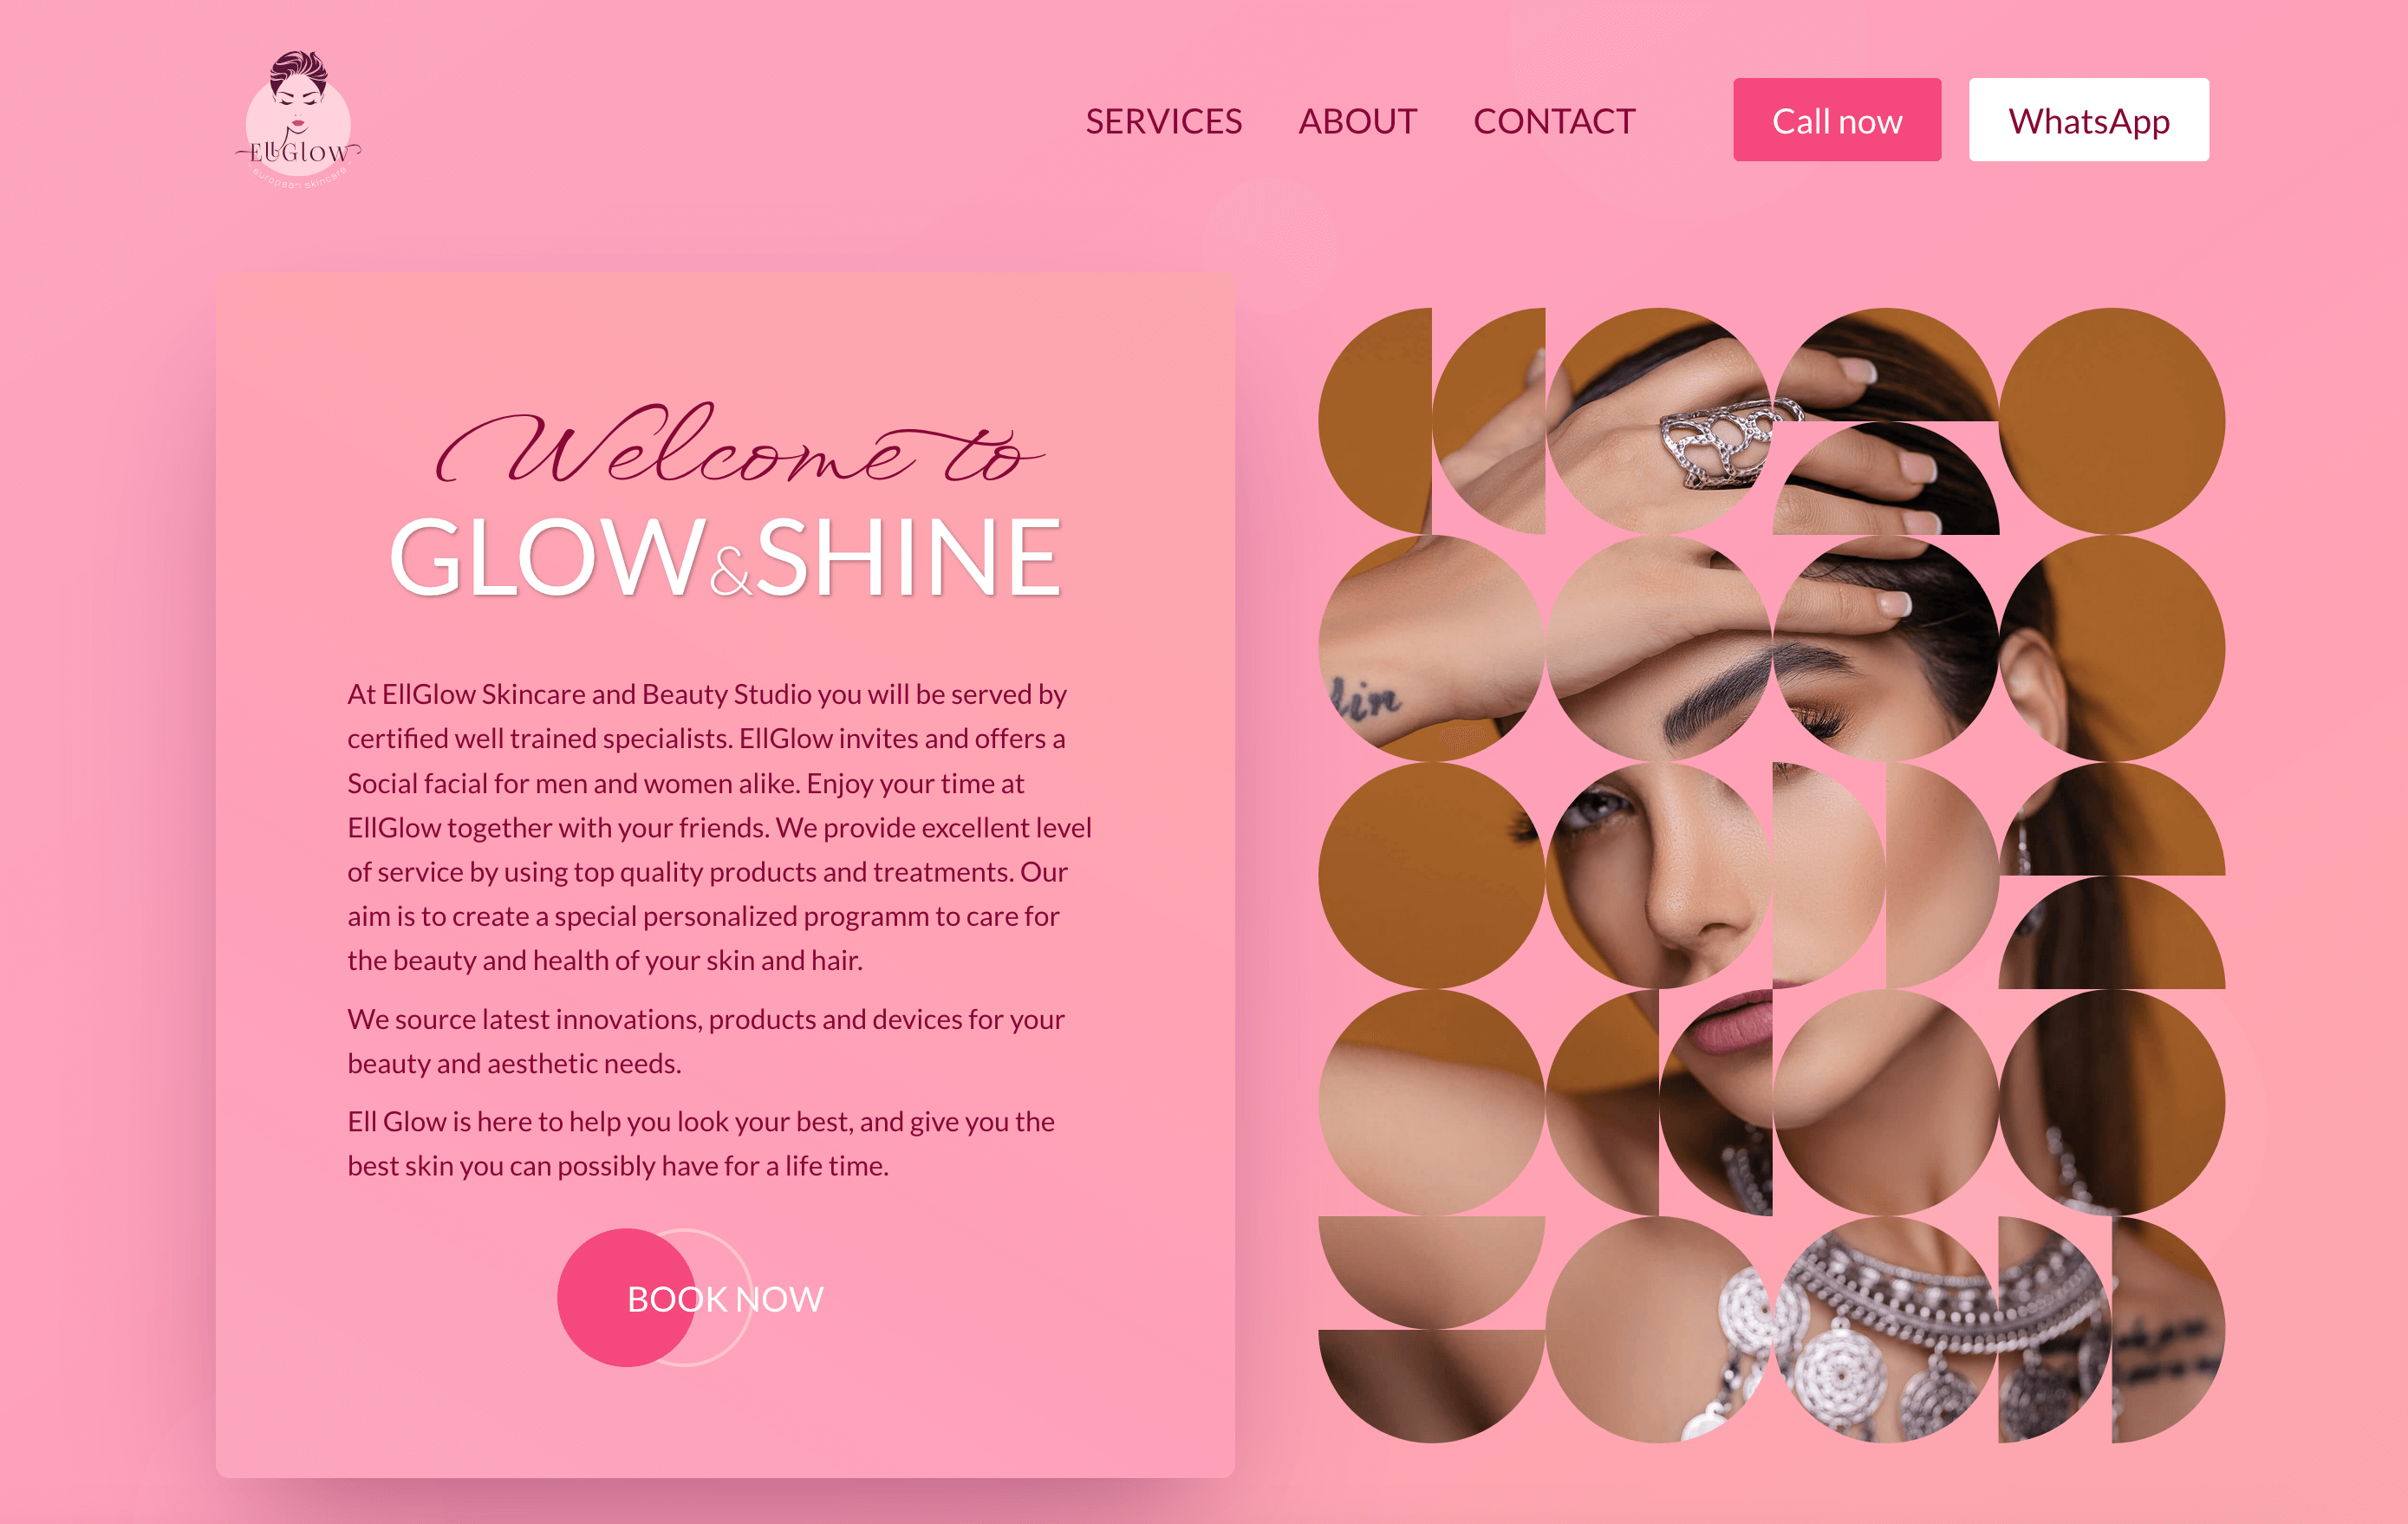 EllGlow
european skincare
SERVICES ABOUT CONTACT Call now WhatsApp
Welcome to
GLOW&SHINE
At EllGlow Skincare and Beauty Studio you will be served by
certified well trained specialists. EllGlow invites and offers a
Social facial for men and women alike. Enjoy your time at
EllGlow together with your friends. We provide excellent level
of service by using top quality products and treatments. Our
aim is to create a special personalized programm to care for
the beauty and health of your skin and hair.
We source latest innovations, products and devices for your
beauty and aesthetic needs.
Ell Glow is here to help you look your best, and give you the
best skin you can possibly have for a life time.
BOOK NOW